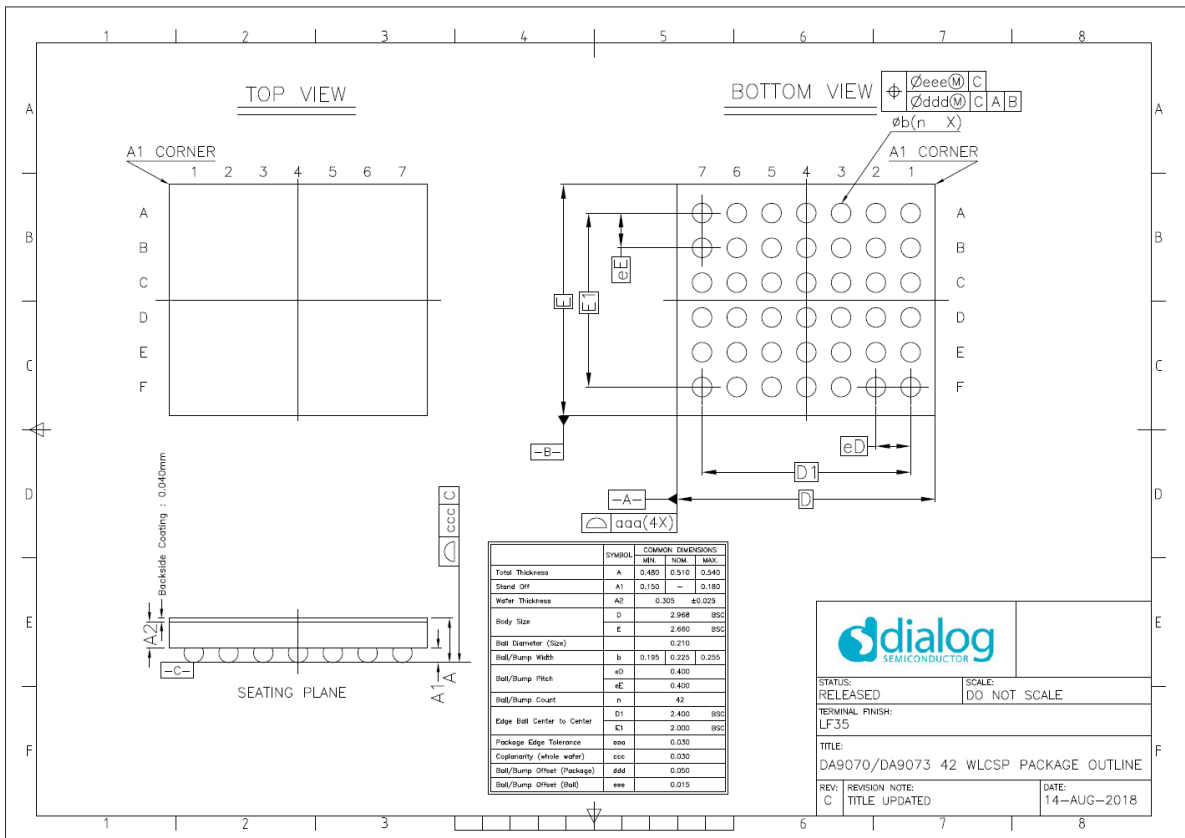 1 2 3 4 5 6 7 8
TOP VIEW
BOTTOM VIEW
⌖ Øeee Ⓜ C
Øddd Ⓜ C A B
Øb(n X)
A1 CORNER
1 2 3 4 5 6 7
A
B
C
D
E
F
A1 CORNER
7 6 5 4 3 2 1
A
B
C
D
E
F
eE
E1
E
-B-
eD
D1
D
-A-
aaa(4X)
Backside Coating : 0.040mm
ccc C
A2
A1
A
-C-
SEATING PLANE
SYMBOL COMMON DIMENSIONS
MIN. NOM. MAX.
Total Thickness A 0.480 0.510 0.540
Stand Off A1 0.150 – 0.180
Wafer Thickness A2 0.305 ±0.025
Body Size D 2.968 BSC
E 2.660 BSC
Ball Diameter (Size) 0.210
Ball/Bump Width b 0.195 0.225 0.255
Ball/Bump Pitch eD 0.400
eE 0.400
Ball/Bump Count n 42
Edge Ball Center to Center D1 2.400 BSC
E1 2.000 BSC
Package Edge Tolerance aaa 0.030
Coplanarity (whole wafer) ccc 0.030
Ball/Bump Offset (Package) ddd 0.050
Ball/Bump Offset (Ball) eee 0.015
dialog
SEMICONDUCTOR
STATUS:
RELEASED
SCALE:
DO NOT SCALE
TERMINAL FINISH:
LF35
TITLE:
DA9070/DA9073 42 WLCSP PACKAGE OUTLINE
REV:
C
REVISION NOTE:
TITLE UPDATED
DATE:
14-AUG-2018
A
B
C
D
E
F
A
B
C
D
E
F
1 2 3 6 7 8